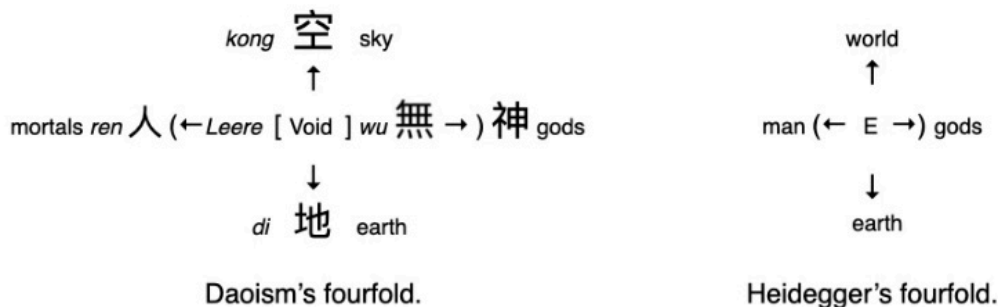 kong 空 sky
↑
mortals ren 人 (←Leere [ Void ] wu 無 →) 神 gods
↓
di 地 earth
Daoism's fourfold.
world
↑
man (← E →) gods
↓
earth
Heidegger's fourfold.